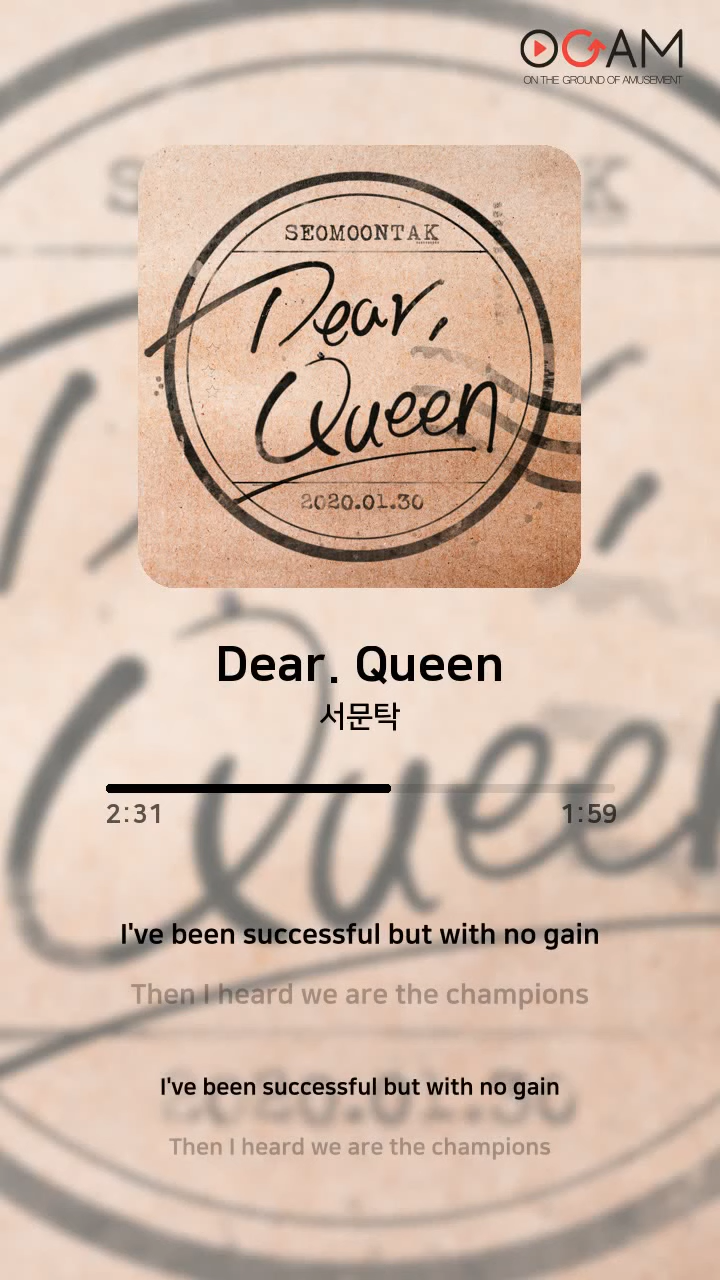 OGAM
ON THE GROUND OF AMUSEMENT
SEOMOONTAK
Dear,
Queen
2020.01.30
Dear. Queen
서문탁
2:31 1:59
I've been successful but with no gain
Then I heard we are the champions
I've been successful but with no gain
Then I heard we are the champions